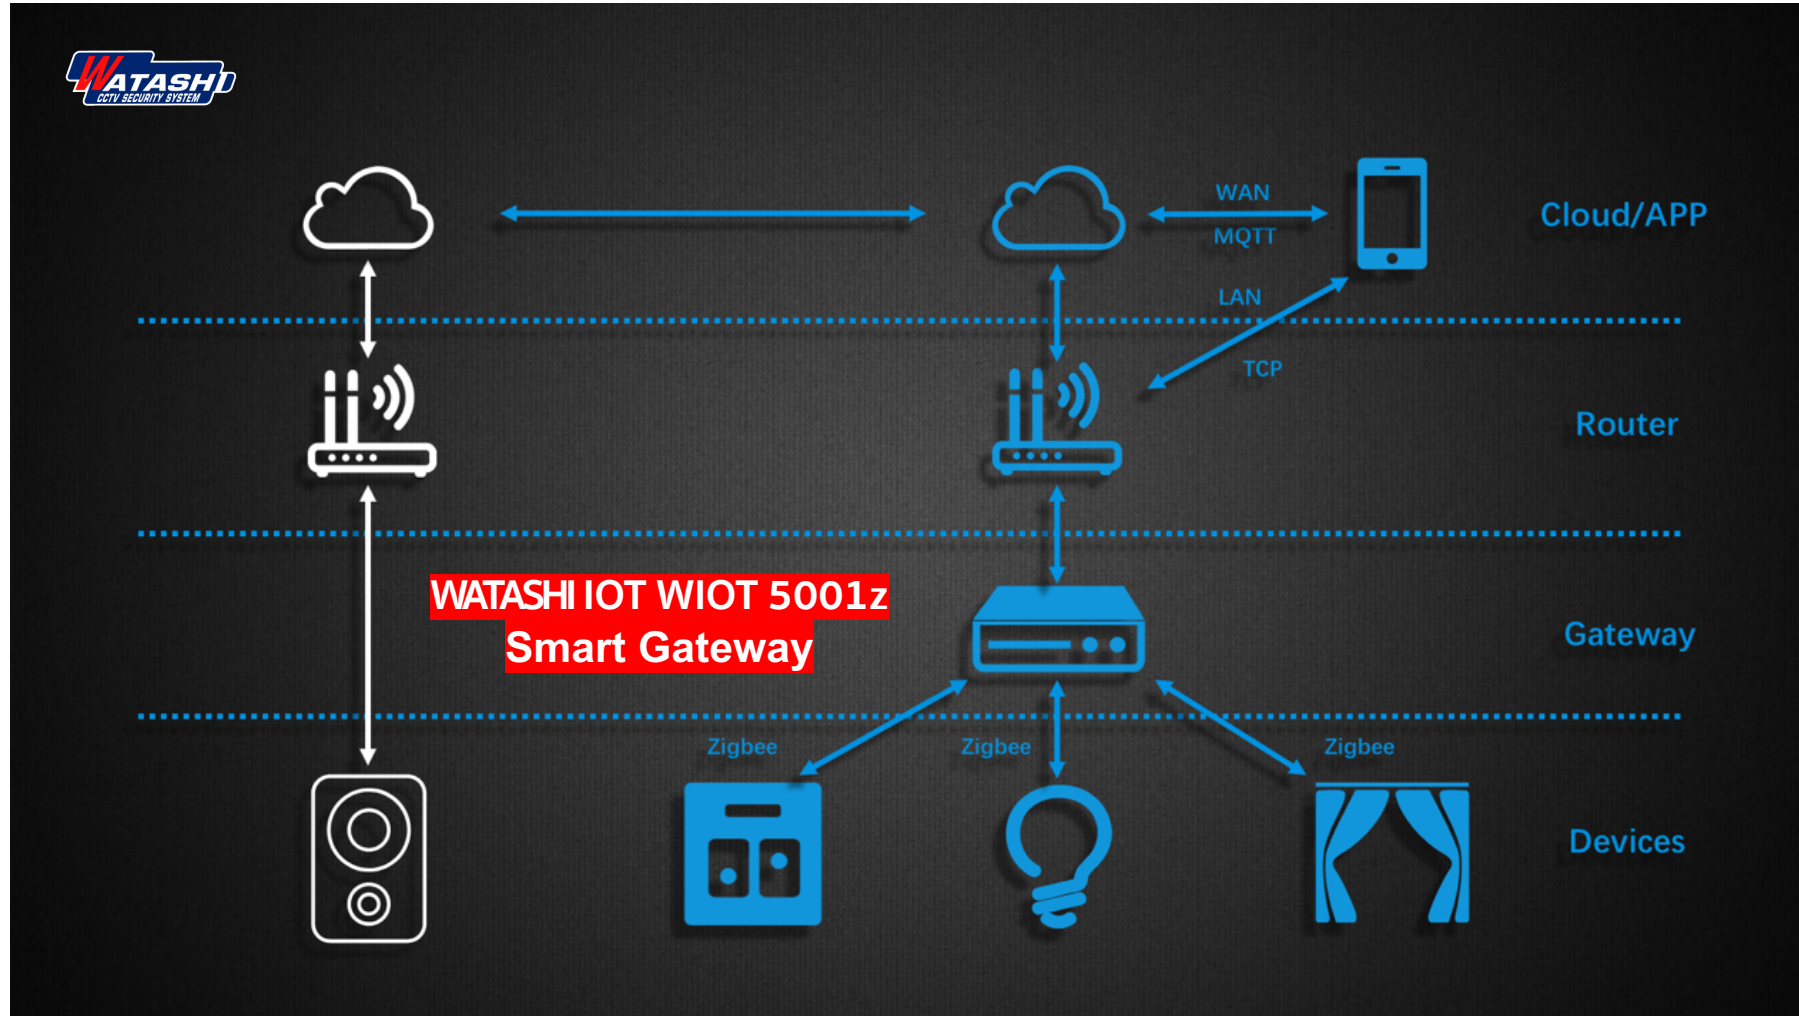 WATASHI
CCTV SECURITY SYSTEM
WAN
MQTT
Cloud/APP
LAN
TCP
Router
WATASHI IOT WIOT 5001z
Smart Gateway
Gateway
Zigbee
Zigbee
Zigbee
Devices